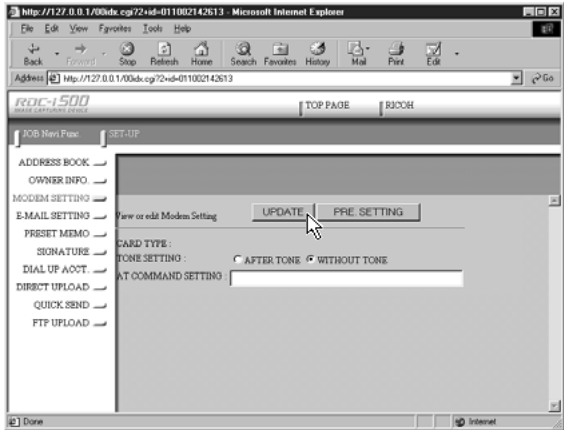 http://127.0.0.1/00idx.cgi?2+id=011002142613 - Microsoft Internet Explorer
File Edit View Favorites Tools Help
Back Forward Stop Refresh Home Search Favorites History Mail Print Edit
Address http://127.0.0.1/00idx.cgi?2+id=011002142613 Go
RDC-i500 TOP PAGE RICOH
IMAGE CAPTURING DEVICE
JOB Navi Func. SET-UP
ADDRESS BOOK
OWNER INFO.
MODEM SETTING
E-MAIL SETTING
PRESET MEMO
SIGNATURE
DIAL UP ACCT.
DIRECT UPLOAD
QUICK SEND
FTP UPLOAD
View or edit Modem Setting UPDATE PRE. SETTING
CARD TYPE :
TONE SETTING : AFTER TONE WITHOUT TONE
AT COMMAND SETTING :
Done Internet